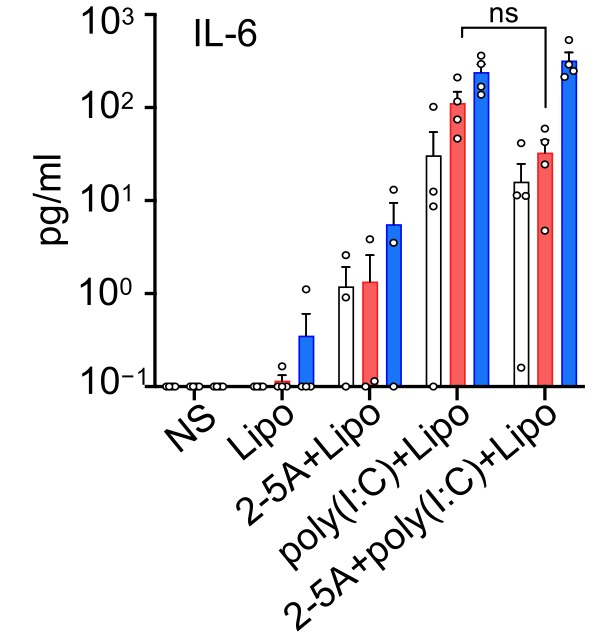 IL-6
ns
pg/ml
10³
10²
10¹
10⁰
10⁻¹
NS
Lipo
2-5A+Lipo
poly(I:C)+Lipo
2-5A+poly(I:C)+Lipo